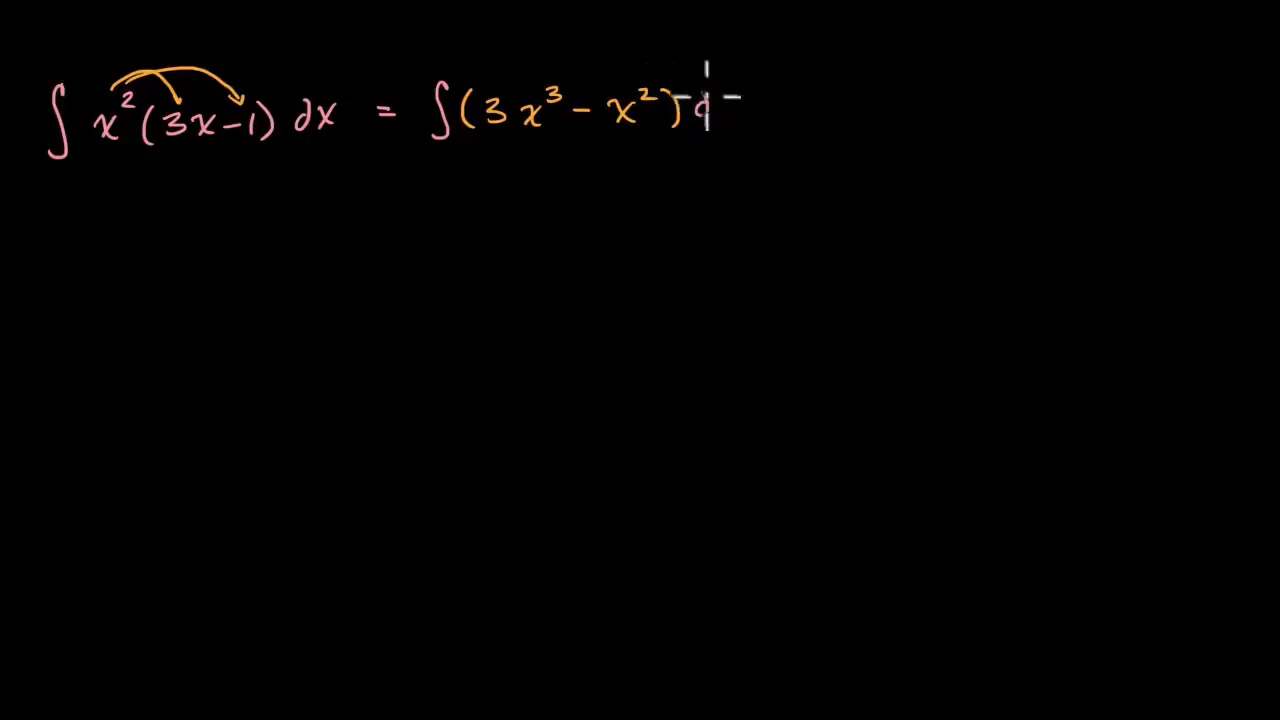 ∫ x²(3x-1) dx = ∫(3x³ - x²) d